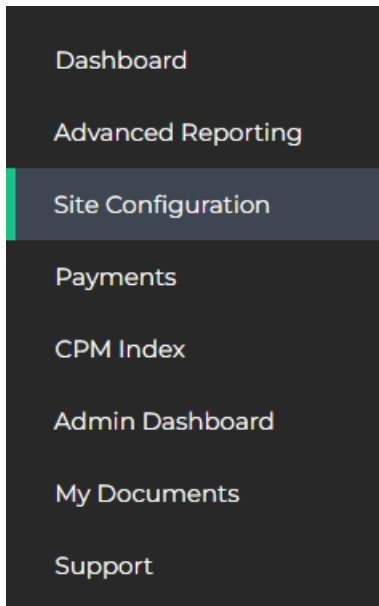 Dashboard
Advanced Reporting
Site Configuration
Payments
CPM Index
Admin Dashboard
My Documents
Support